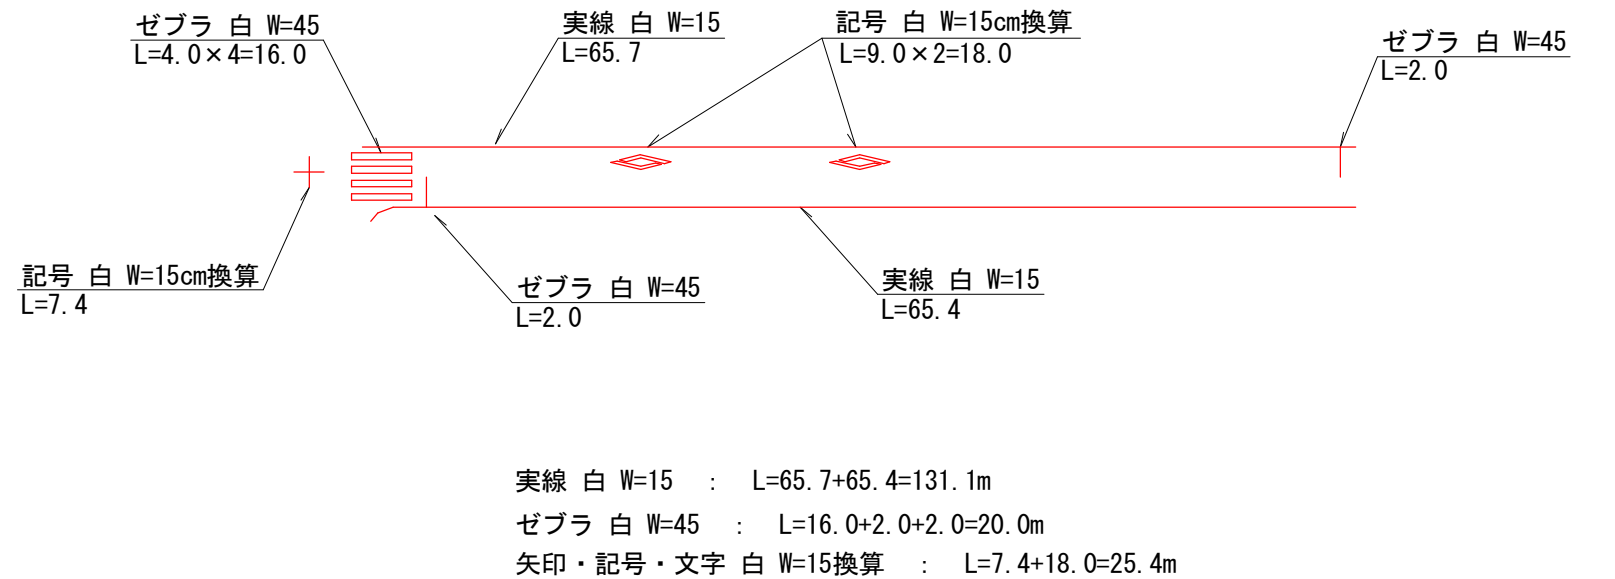 ゼブラ 白 W=45
L=4.0×4=16.0
実線 白 W=15
L=65.7
記号 白 W=15cm換算
L=9.0×2=18.0
ゼブラ 白 W=45
L=2.0
記号 白 W=15cm換算
L=7.4
ゼブラ 白 W=45
L=2.0
実線 白 W=15
L=65.4
実線 白 W=15 : L=65.7+65.4=131.1m
ゼブラ 白 W=45 : L=16.0+2.0+2.0=20.0m
矢印・記号・文字 白 W=15換算 : L=7.4+18.0=25.4m